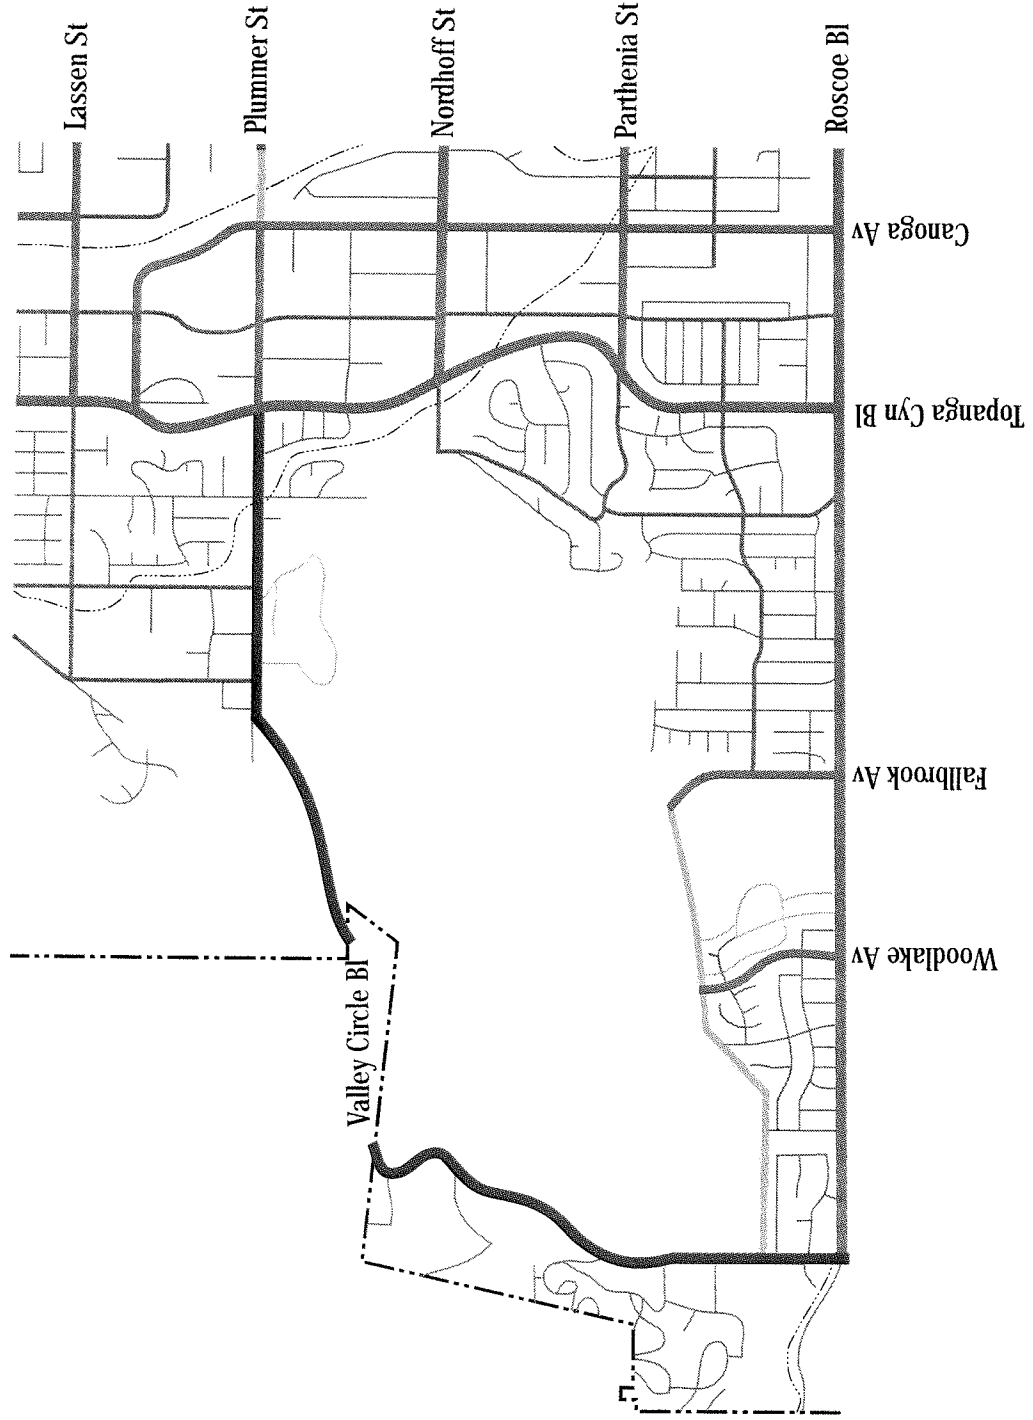 Lassen St
Plummer St
Nordhoff St
Parthenia St
Roscoe Bl
Canoga Av
Topanga Cyn Bl
Fallbrook Av
Woodlake Av
Valley Circle Bl